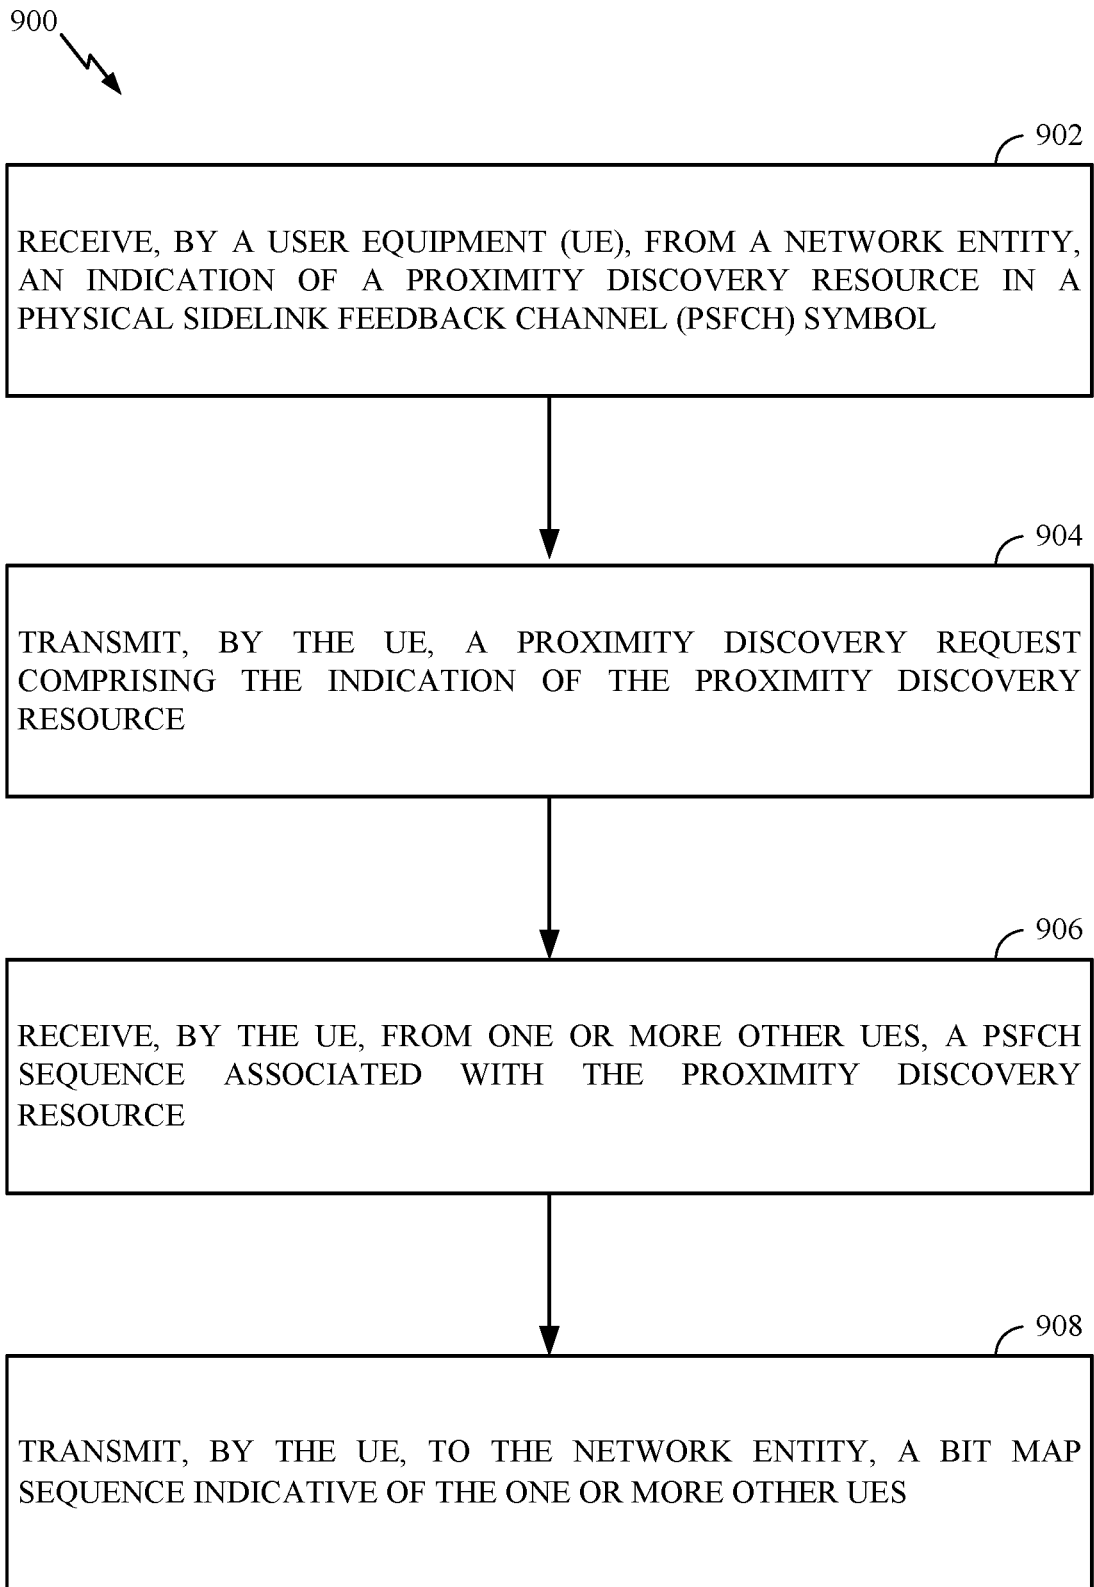 900
902
RECEIVE, BY A USER EQUIPMENT (UE), FROM A NETWORK ENTITY,
AN INDICATION OF A PROXIMITY DISCOVERY RESOURCE IN A
PHYSICAL SIDELINK FEEDBACK CHANNEL (PSFCH) SYMBOL
904
TRANSMIT, BY THE UE, A PROXIMITY DISCOVERY REQUEST
COMPRISING THE INDICATION OF THE PROXIMITY DISCOVERY
RESOURCE
906
RECEIVE, BY THE UE, FROM ONE OR MORE OTHER UES, A PSFCH
SEQUENCE ASSOCIATED WITH THE PROXIMITY DISCOVERY
RESOURCE
908
TRANSMIT, BY THE UE, TO THE NETWORK ENTITY, A BIT MAP
SEQUENCE INDICATIVE OF THE ONE OR MORE OTHER UES